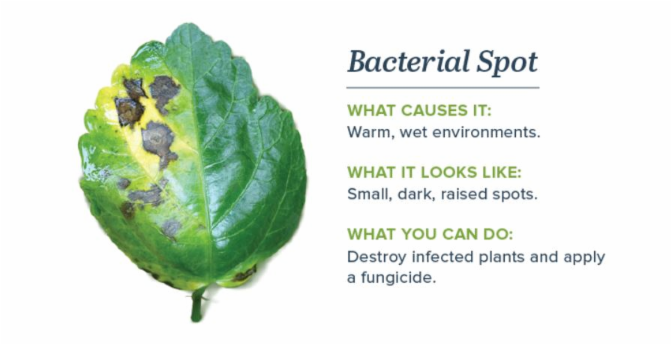 Bacterial Spot
WHAT CAUSES IT:
Warm, wet environments.
WHAT IT LOOKS LIKE:
Small, dark, raised spots.
WHAT YOU CAN DO:
Destroy infected plants and apply
a fungicide.